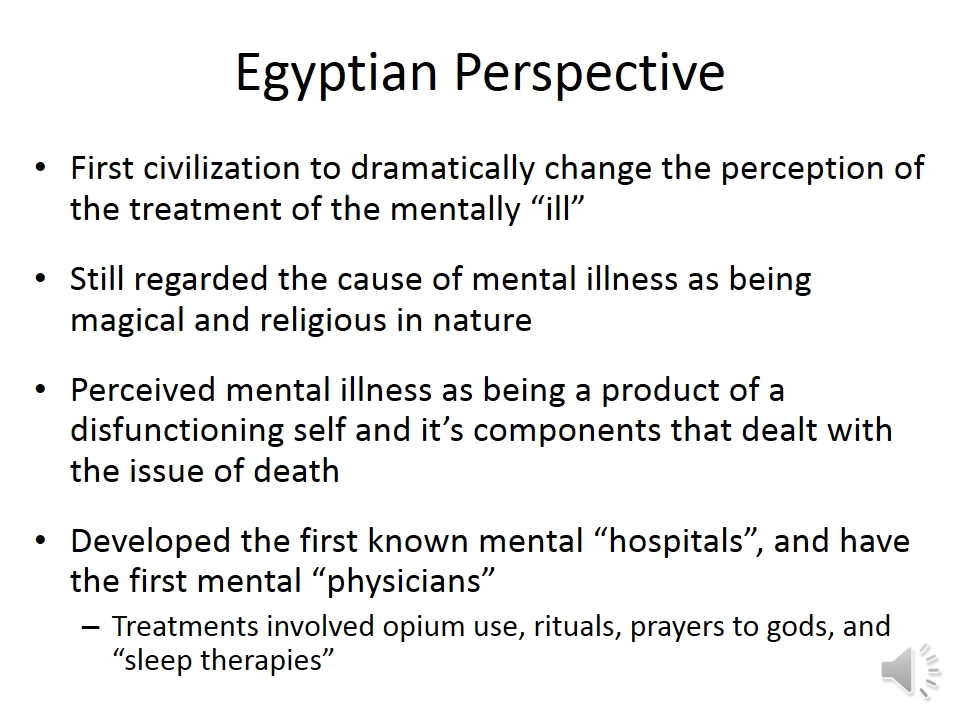 Egyptian Perspective
• First civilization to dramatically change the perception of
the treatment of the mentally “ill”
• Still regarded the cause of mental illness as being
magical and religious in nature
• Perceived mental illness as being a product of a
disfunctioning self and it’s components that dealt with
the issue of death
• Developed the first known mental “hospitals”, and have
the first mental “physicians”
– Treatments involved opium use, rituals, prayers to gods, and
“sleep therapies”